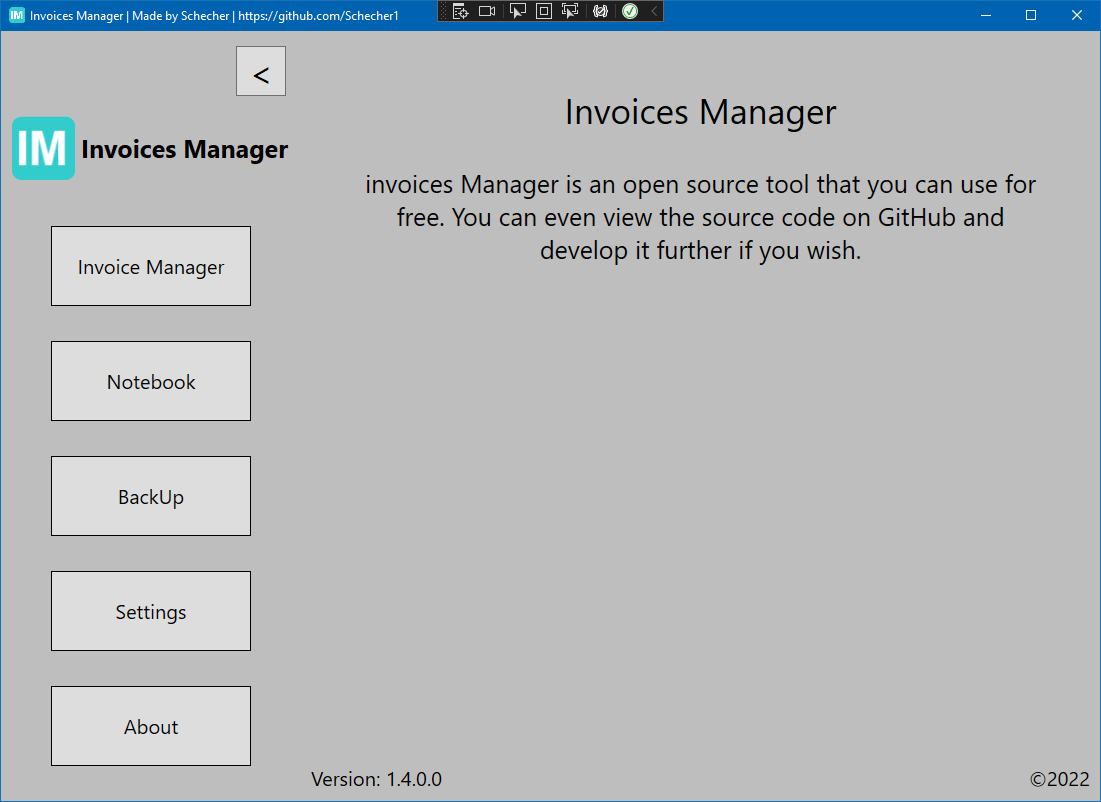 IM Invoices Manager | Made by Schecher | https://github.com/Schecher1
<
IM Invoices Manager
Invoice Manager
Notebook
BackUp
Settings
About
Invoices Manager
invoices Manager is an open source tool that you can use for
free. You can even view the source code on GitHub and
develop it further if you wish.
Version: 1.4.0.0
©2022